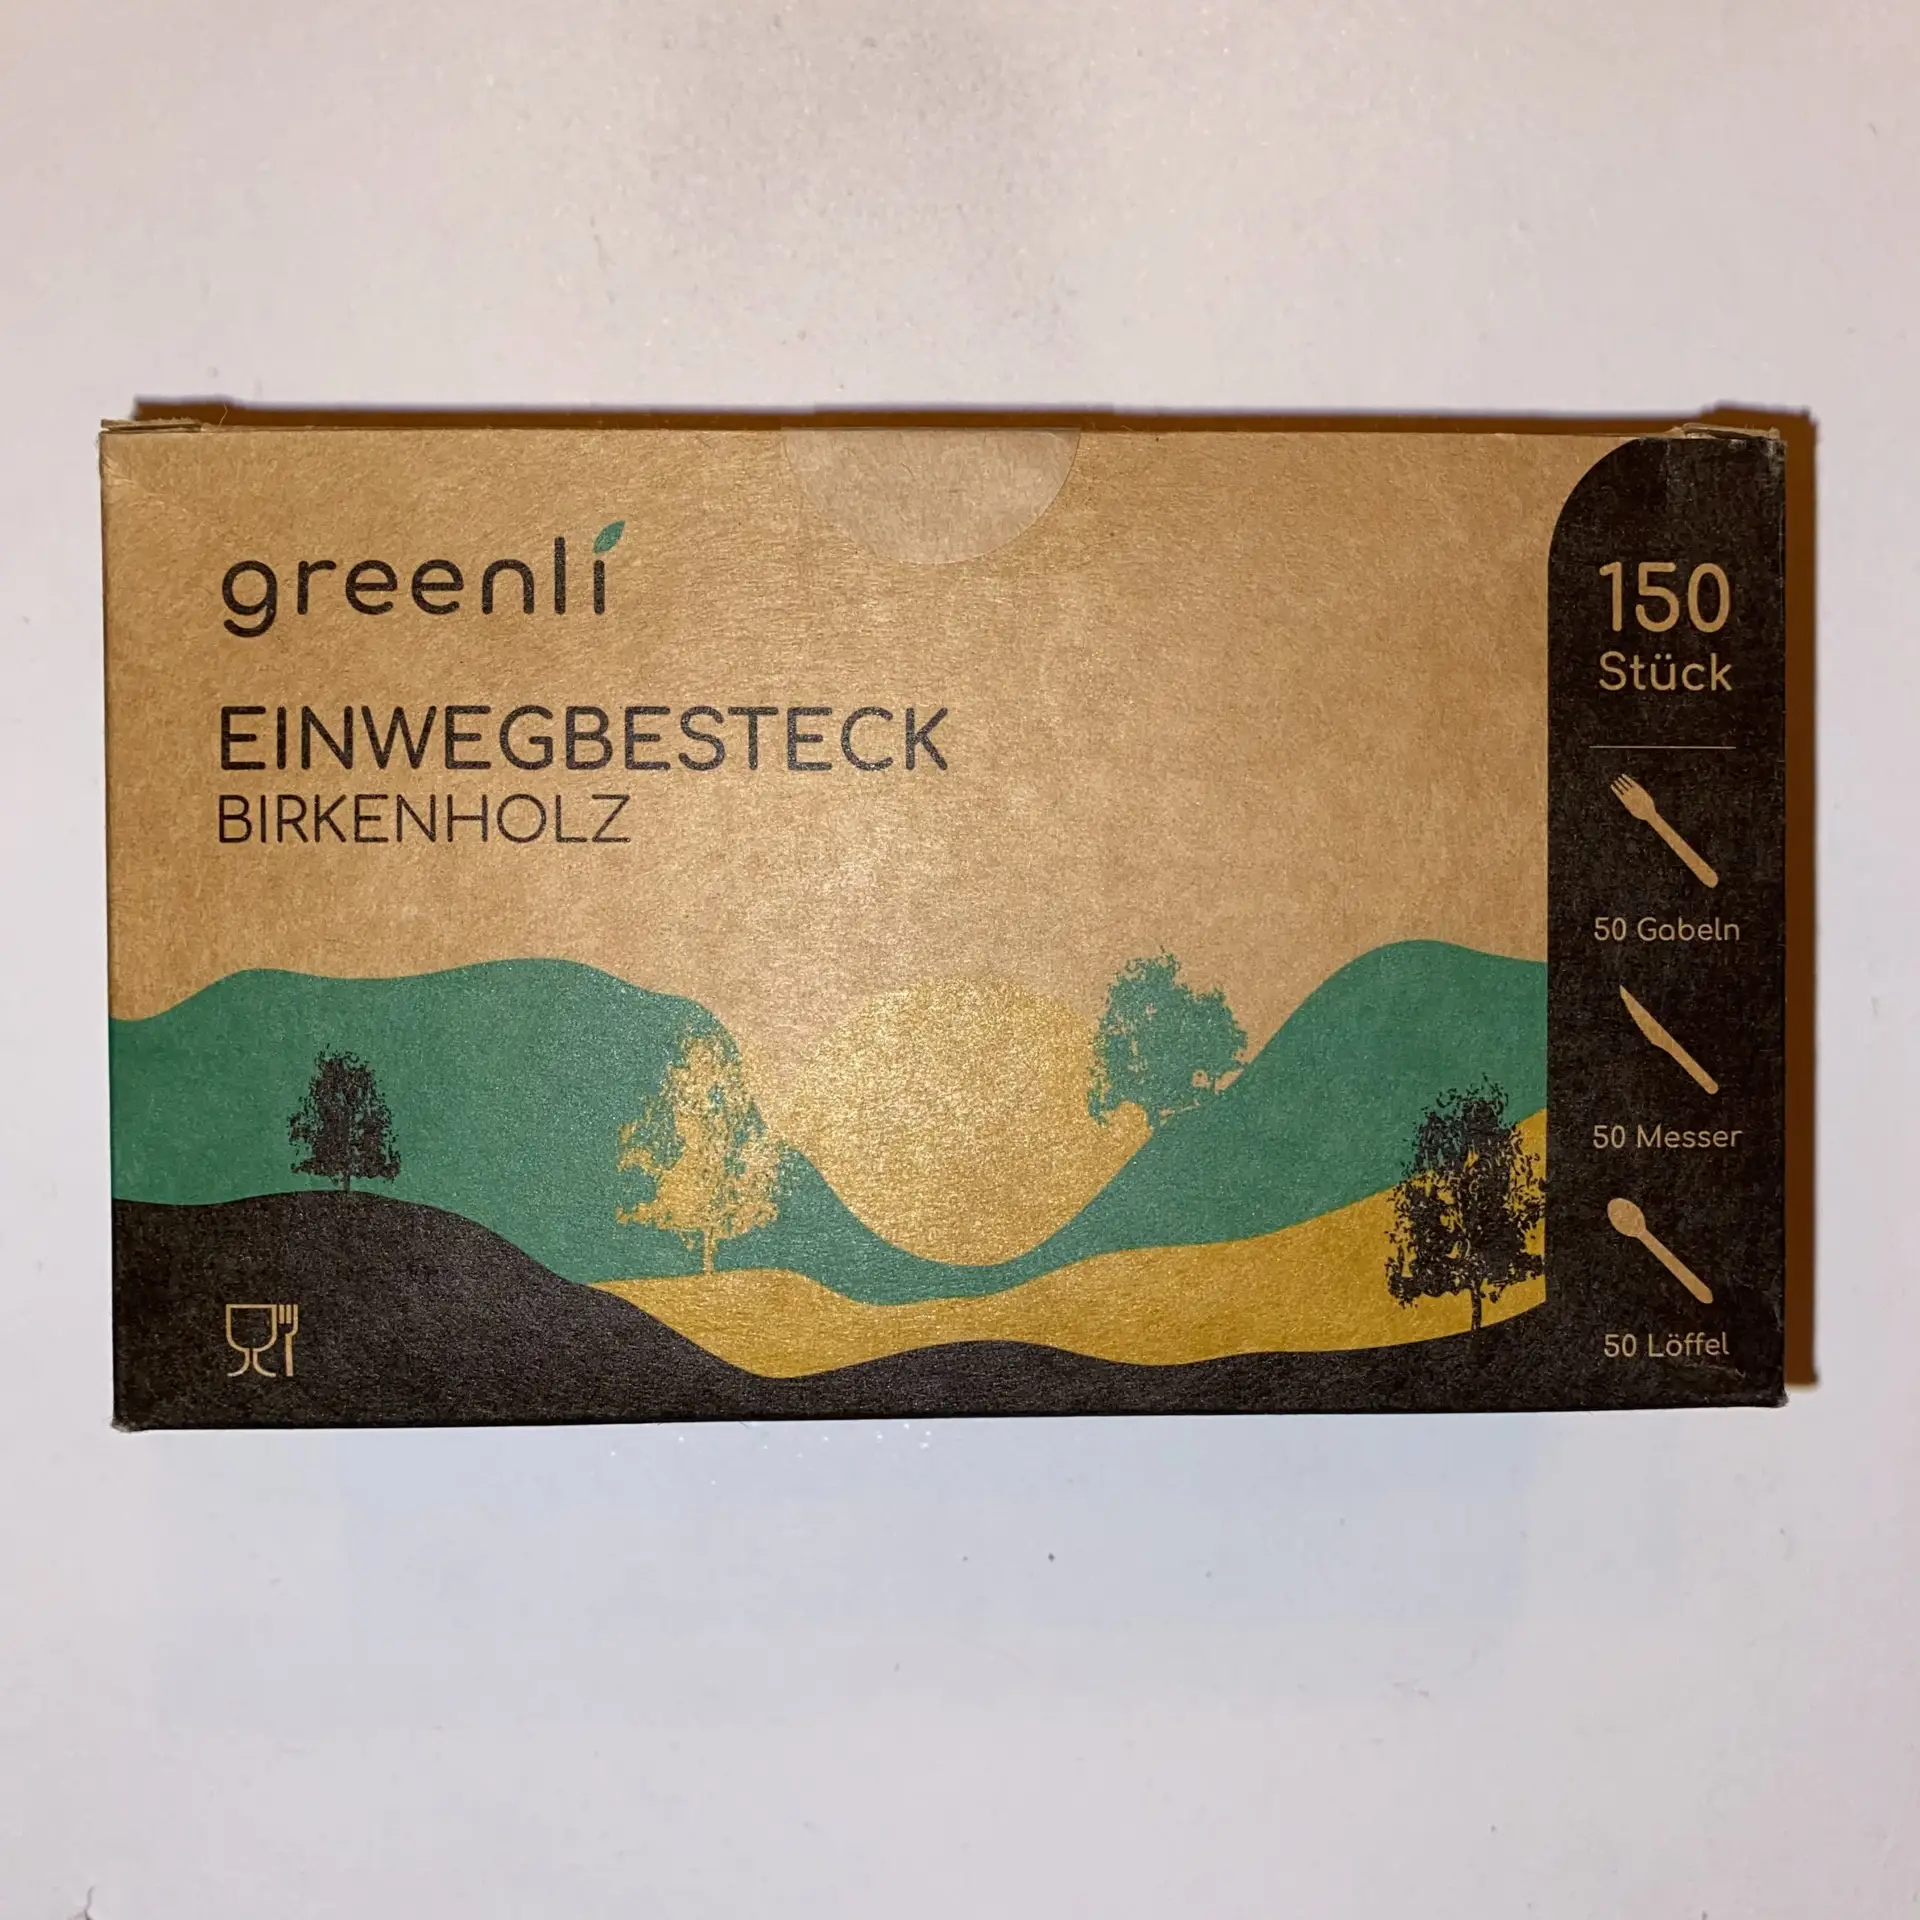 greenli
EINWEGBESTECK
BIRKENHOLZ
150
Stück
50 Gabeln
50 Messer
50 Löffel